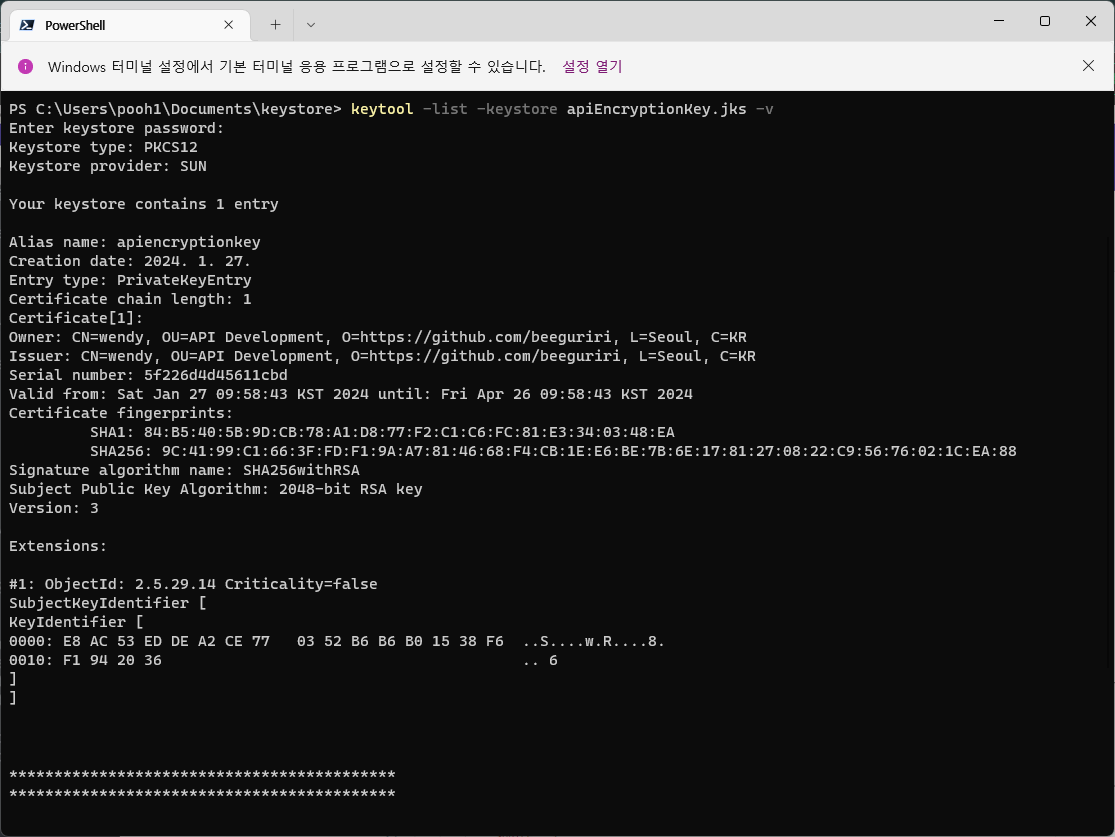 PowerShell
Windows 터미널 설정에서 기본 터미널 응용 프로그램으로 설정할 수 있습니다. 설정 열기
PS C:\Users\pooh1\Documents\keystore> keytool -list -keystore apiEncryptionKey.jks -v
Enter keystore password:
Keystore type: PKCS12
Keystore provider: SUN
Your keystore contains 1 entry
Alias name: apiencryptionkey
Creation date: 2024. 1. 27.
Entry type: PrivateKeyEntry
Certificate chain length: 1
Certificate[1]:
Owner: CN=wendy, OU=API Development, O=https://github.com/beeguriri, L=Seoul, C=KR
Issuer: CN=wendy, OU=API Development, O=https://github.com/beeguriri, L=Seoul, C=KR
Serial number: 5f226d4d45611cbd
Valid from: Sat Jan 27 09:58:43 KST 2024 until: Fri Apr 26 09:58:43 KST 2024
Certificate fingerprints:
SHA1: 84:B5:40:5B:9D:CB:78:A1:D8:77:F2:C1:C6:FC:81:E3:34:03:48:EA
SHA256: 9C:41:99:C1:66:3F:FD:F1:9A:A7:81:46:68:F4:CB:1E:E6:BE:7B:6E:17:81:27:08:22:C9:56:76:02:1C:EA:88
Signature algorithm name: SHA256withRSA
Subject Public Key Algorithm: 2048-bit RSA key
Version: 3
Extensions:
#1: ObjectId: 2.5.29.14 Criticality=false
SubjectKeyIdentifier [
KeyIdentifier [
0000: E8 AC 53 ED DE A2 CE 77   03 52 B6 B6 B0 15 38 F6  ..S....w.R....8.
0010: F1 94 20 36                                        .. 6
]
]
*******************************************
*******************************************